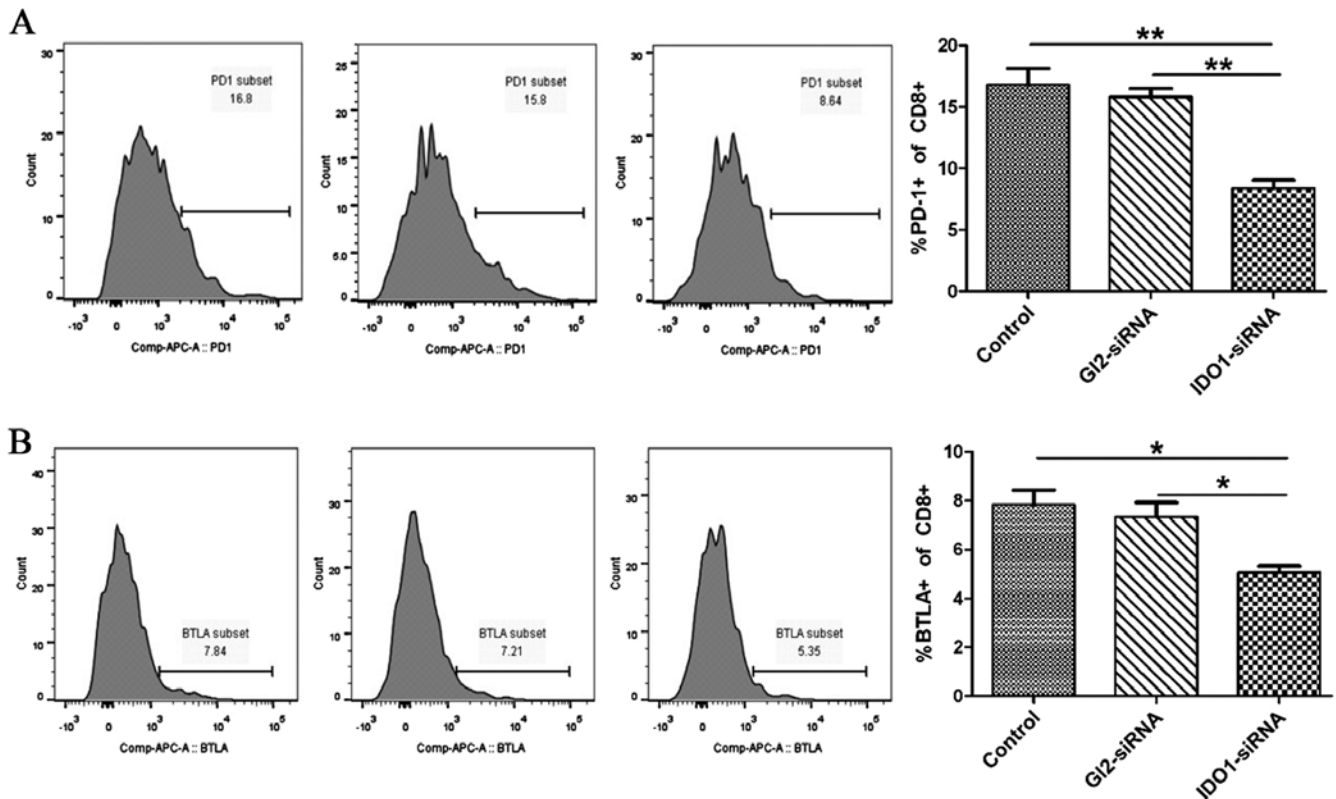 A
30
20
10
0
Count
PD1 subset
16.8
-10³ 0 10³ 10⁴ 10⁵
Comp-APC-A :: PD1
25
20
15
10
5.0
0
Count
PD1 subset
15.8
-10³ 0 10³ 10⁴ 10⁵
Comp-APC-A :: PD1
30
20
10
0
Count
PD1 subset
8.64
-10³ 0 10³ 10⁴ 10⁵
Comp-APC-A :: PD1
%PD-1+ of CD8+
20
15
10
5
0
**
**
Control
GI2-siRNA
IDO1-siRNA
B
40
30
20
10
0
Count
BTLA subset
7.84
-10³ 0 10³ 10⁴ 10⁵
Comp-APC-A :: BTLA
30
20
10
0
Count
BTLA subset
7.21
-10³ 0 10³ 10⁴ 10⁵
Comp-APC-A :: BTLA
30
20
10
0
Count
BTLA subset
5.35
-10³ 0 10³ 10⁴ 10⁵
Comp-APC-A :: BTLA
%BTLA+ of CD8+
10
8
6
4
2
0
*
*
Control
GI2-siRNA
IDO1-siRNA